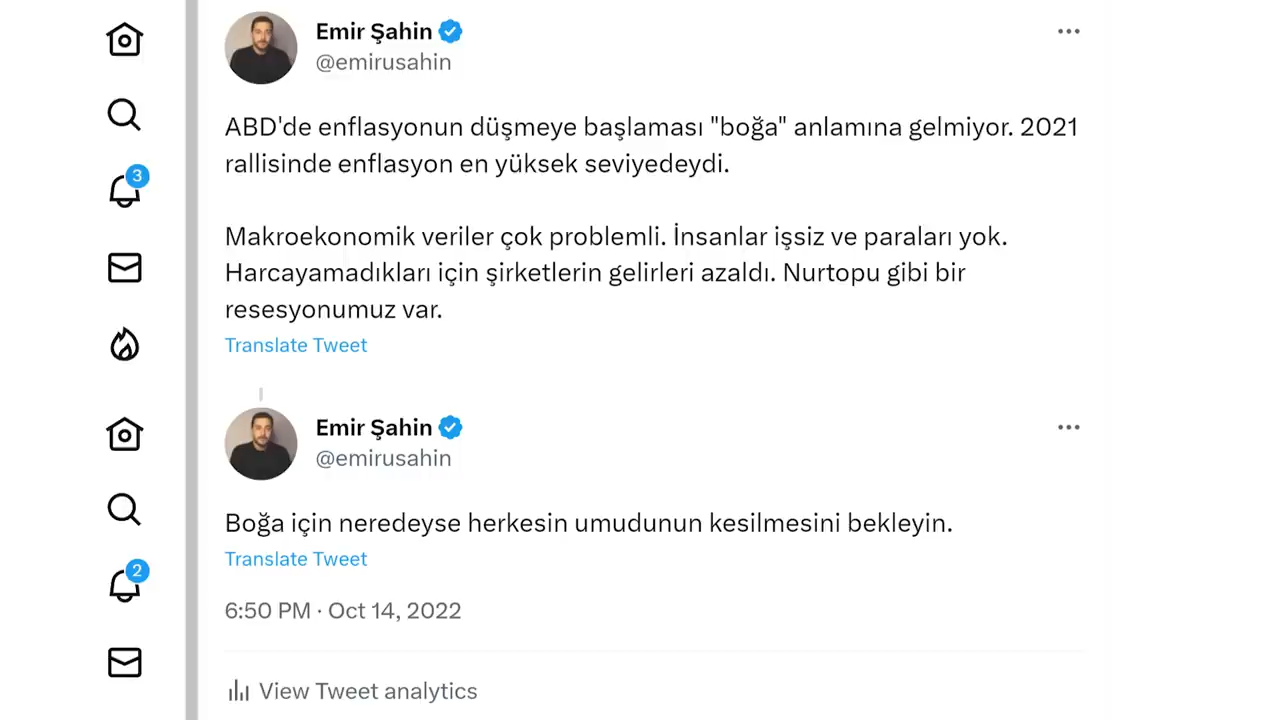 Emir Şahin
@emirusahin
ABD'de enflasyonun düşmeye başlaması "boğa" anlamına gelmiyor. 2021
rallisinde enflasyon en yüksek seviyedeydi.
Makroekonomik veriler çok problemli. İnsanlar işsiz ve paraları yok.
Harcayamadıkları için şirketlerin gelirleri azaldı. Nurtopu gibi bir
resesyonumuz var.
Translate Tweet
3
Emir Şahin
@emirusahin
Boğa için neredeyse herkesin umudunun kesilmesini bekleyin.
Translate Tweet
2
6:50 PM · Oct 14, 2022
View Tweet analytics